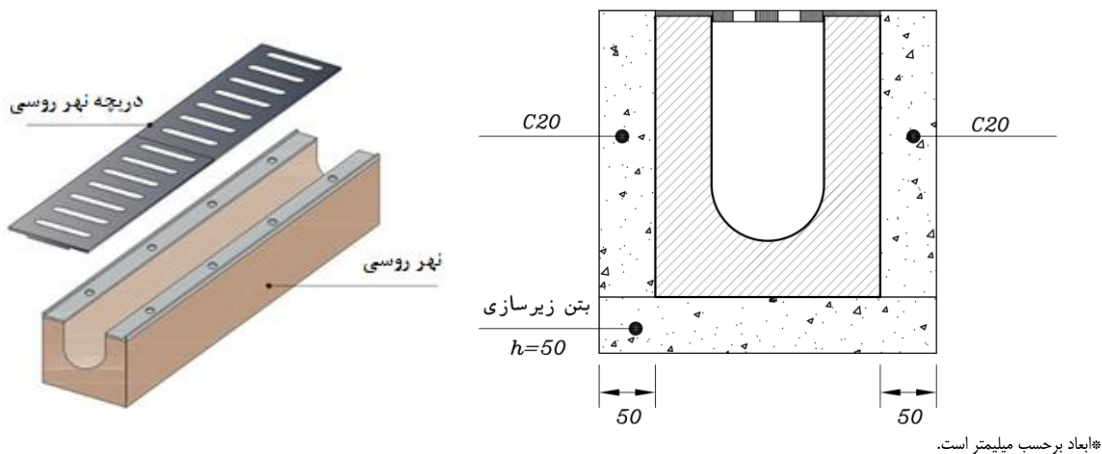 دریچه نهر روسی
نهر روسی
C20
C20
بتن زیرسازی
h=50
50
50
*ابعاد برحسب میلیمتر است.